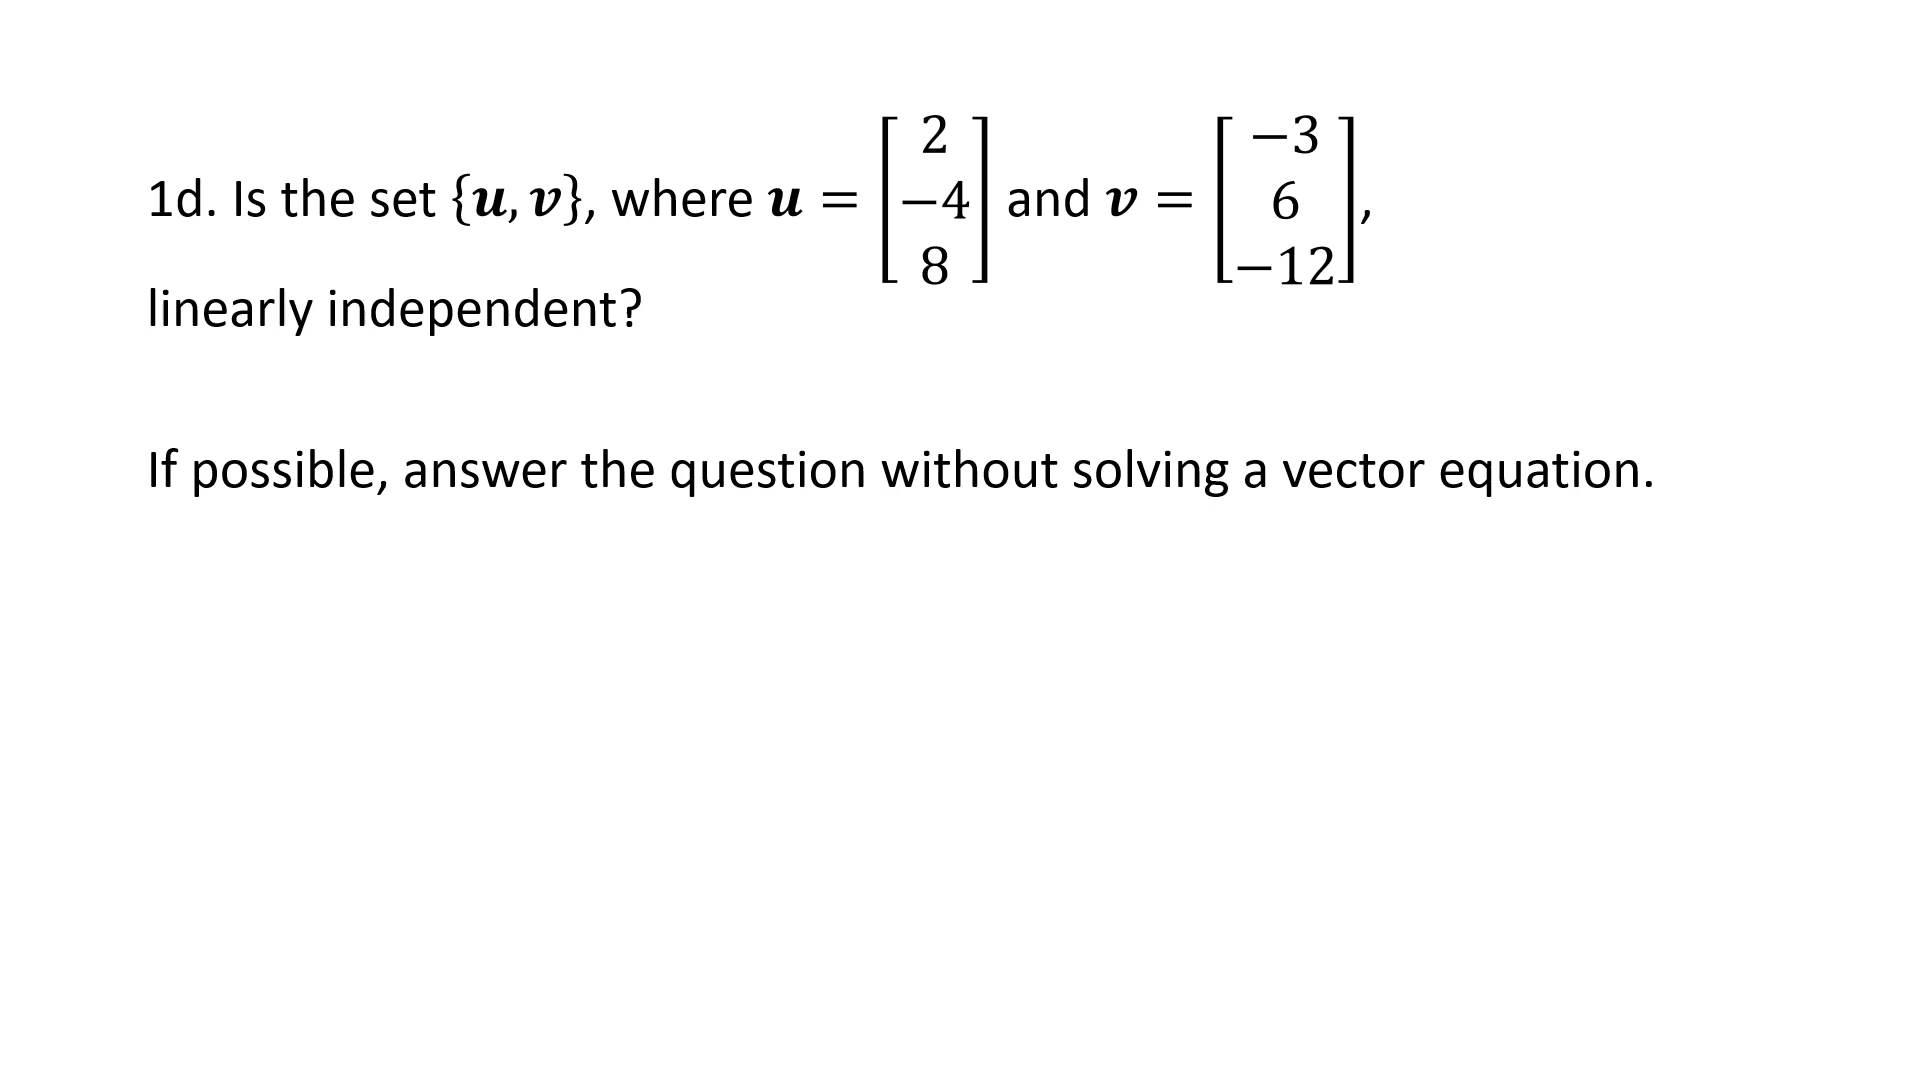 1d. Is the set {𝒖, 𝒗}, where 𝒖 = [2 −4 8] and 𝒗 = [−3 6 −12],
linearly independent?
If possible, answer the question without solving a vector equation.